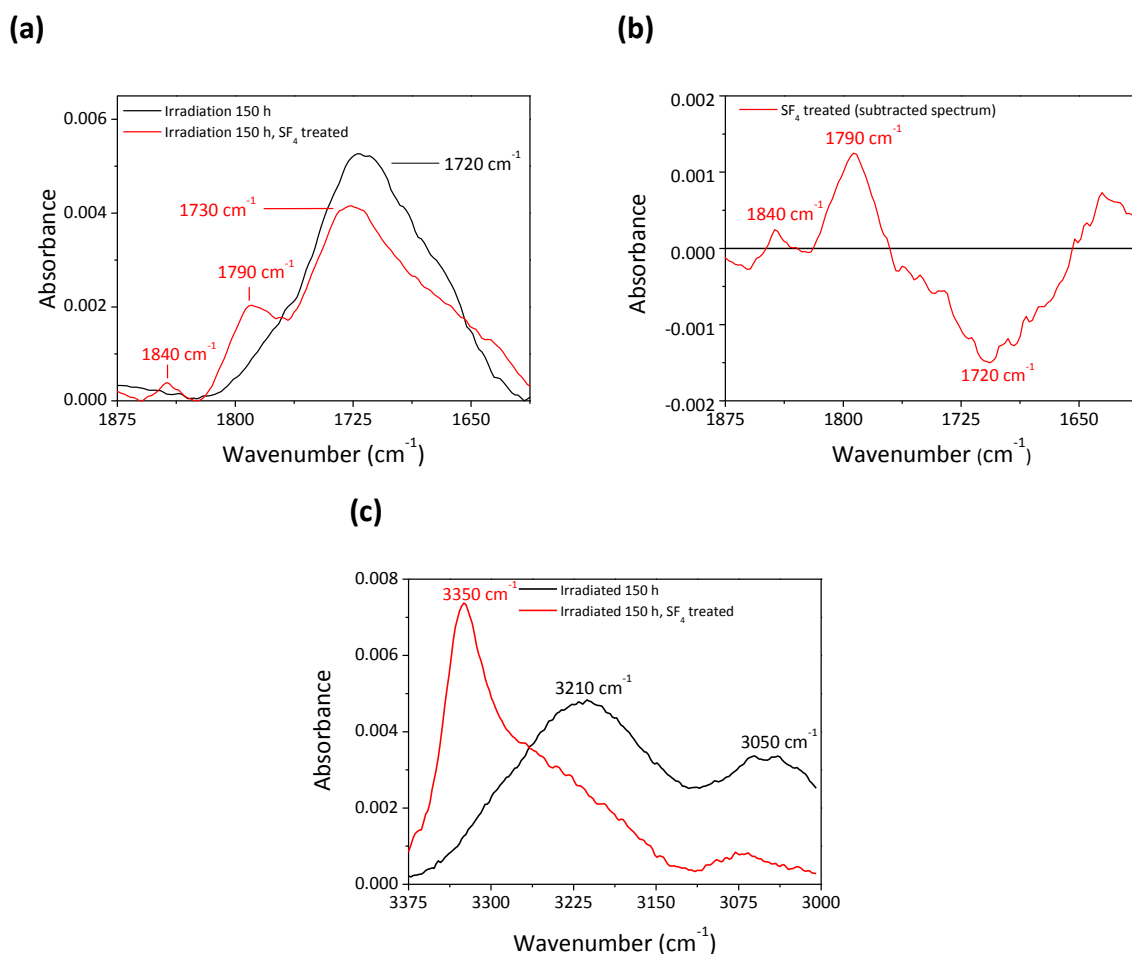 (a)
Irradiation 150 h
Irradiation 150 h, SF₄ treated
0.006
0.004
0.002
0.000
1720 cm⁻¹
1730 cm⁻¹
1790 cm⁻¹
1840 cm⁻¹
1875
1800
1725
1650
Absorbance
Wavenumber (cm⁻¹)
(b)
SF₄ treated (subtracted spectrum)
0.002
0.001
0.000
-0.001
-0.002
1790 cm⁻¹
1840 cm⁻¹
1720 cm⁻¹
1875
1800
1725
1650
Absorbance
Wavenumber (cm⁻¹)
(c)
Irradiated 150 h
Irradiated 150 h, SF₄ treated
0.008
0.006
0.004
0.002
0.000
3350 cm⁻¹
3210 cm⁻¹
3050 cm⁻¹
3375
3300
3225
3150
3075
3000
Absorbance
Wavenumber (cm⁻¹)